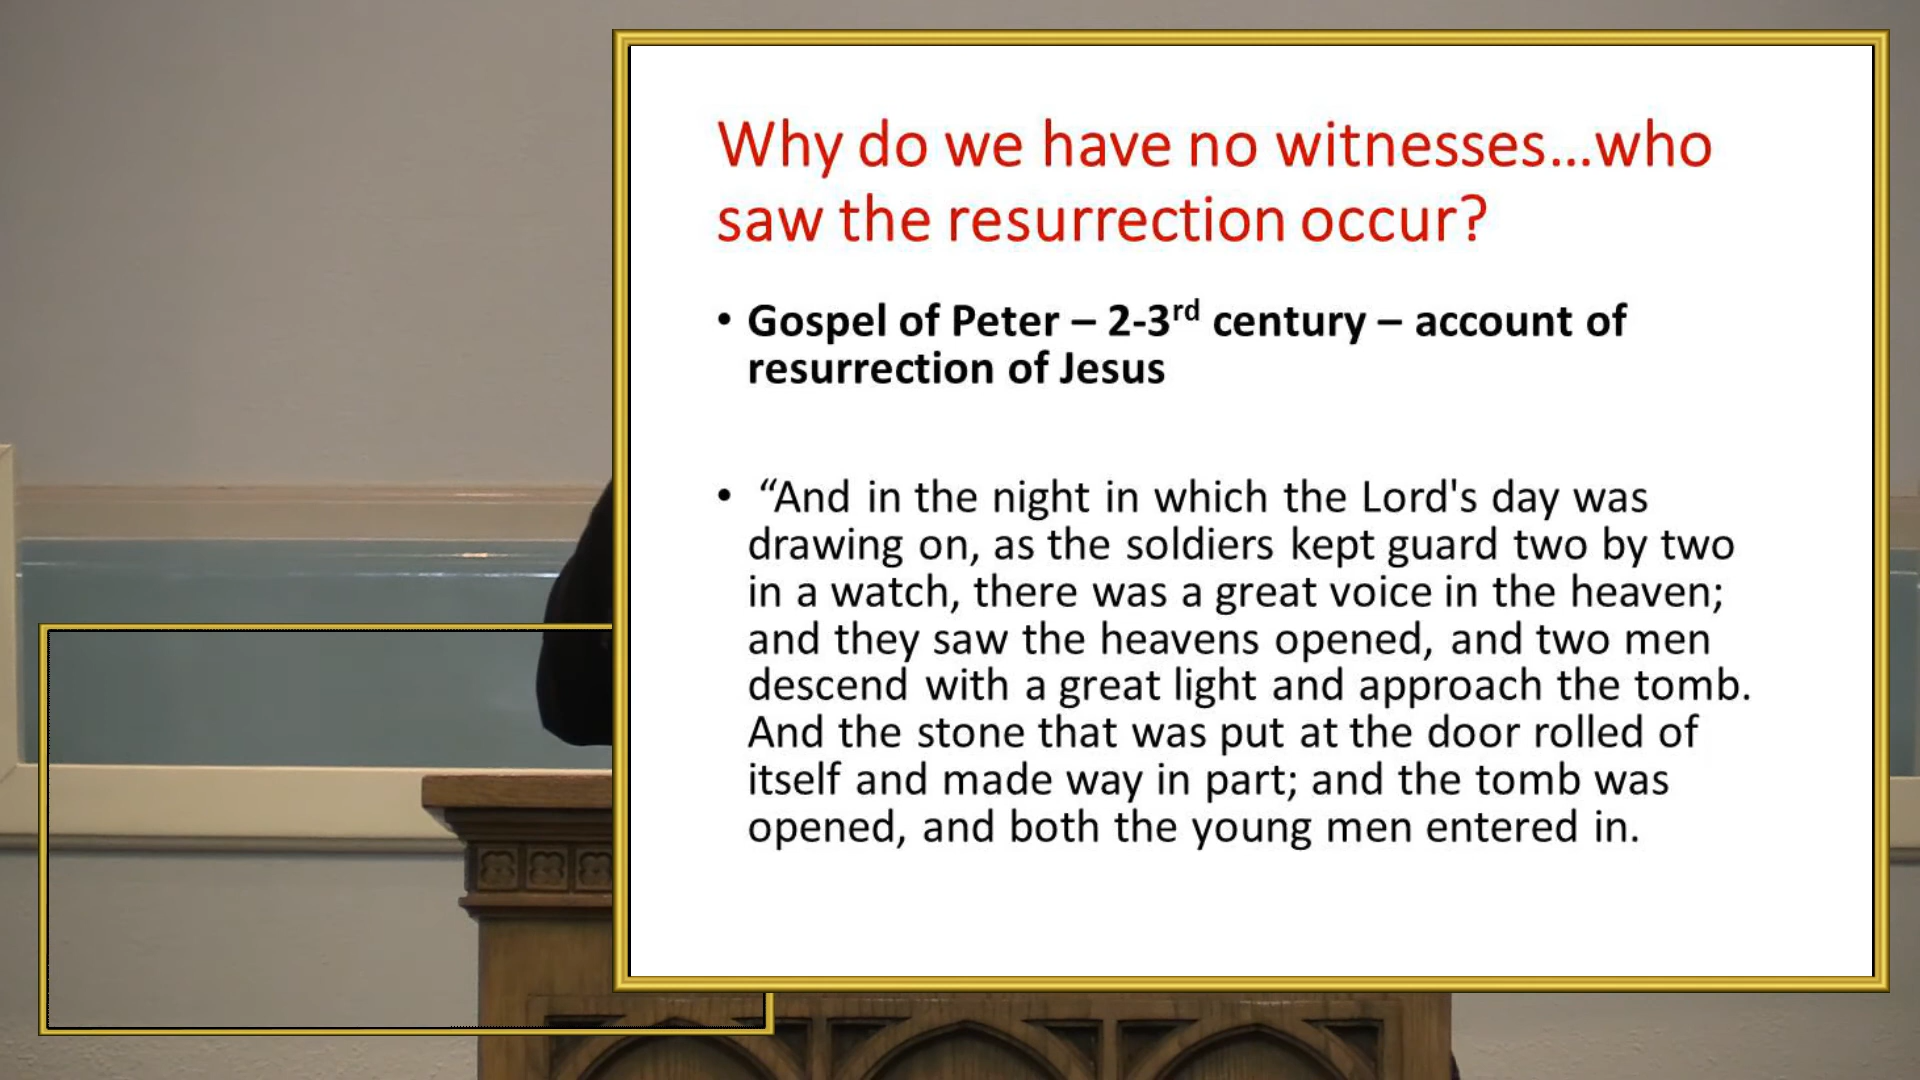 Why do we have no witnesses...who
saw the resurrection occur?
• Gospel of Peter – 2-3rd century – account of
resurrection of Jesus
• “And in the night in which the Lord's day was
drawing on, as the soldiers kept guard two by two
in a watch, there was a great voice in the heaven;
and they saw the heavens opened, and two men
descend with a great light and approach the tomb.
And the stone that was put at the door rolled of
itself and made way in part; and the tomb was
opened, and both the young men entered in.